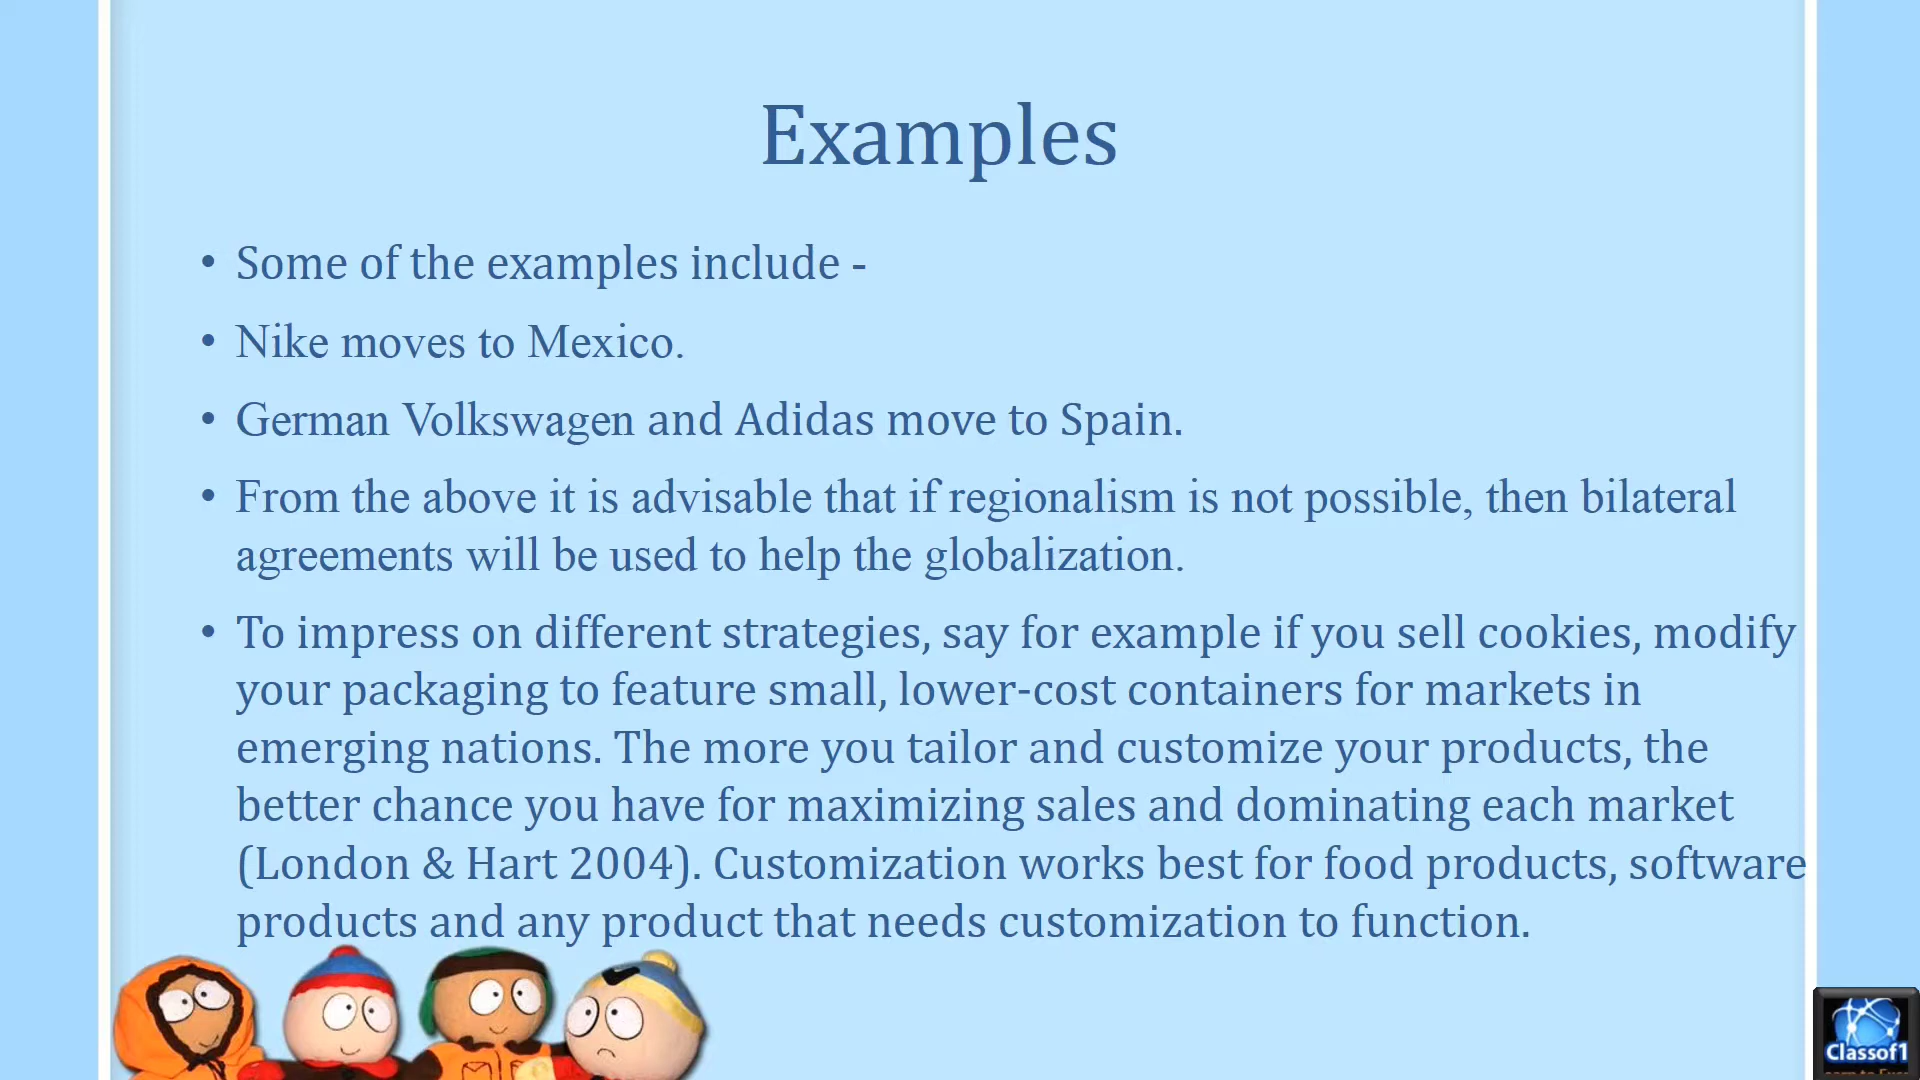 Examples
• Some of the examples include -
• Nike moves to Mexico.
• German Volkswagen and Adidas move to Spain.
• From the above it is advisable that if regionalism is not possible, then bilateral
agreements will be used to help the globalization.
• To impress on different strategies, say for example if you sell cookies, modify
your packaging to feature small, lower-cost containers for markets in
emerging nations. The more you tailor and customize your products, the
better chance you have for maximizing sales and dominating each market
(London & Hart 2004). Customization works best for food products, software
products and any product that needs customization to function.
Classof1